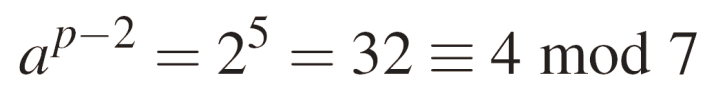 a^{p-2} = 2^5 = 32 ≡ 4 mod 7